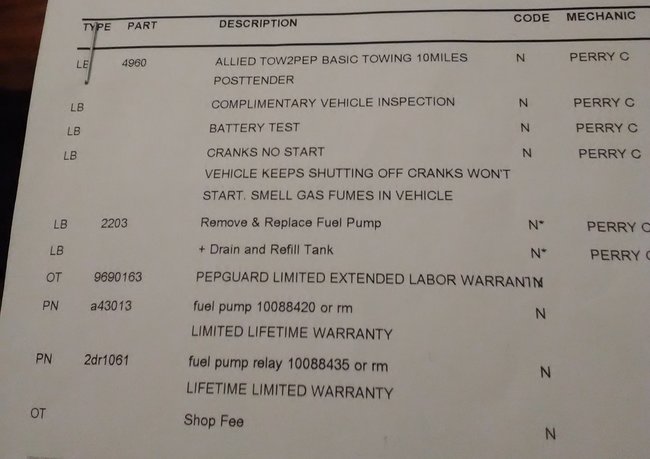 TYPE PART DESCRIPTION CODE MECHANIC
LB 4960 ALLIED TOW2PEP BASIC TOWING 10MILES N PERRY C
POSTTENDER
LB COMPLIMENTARY VEHICLE INSPECTION N PERRY C
LB BATTERY TEST N PERRY C
LB CRANKS NO START N PERRY C
VEHICLE KEEPS SHUTTING OFF CRANKS WON'T
START. SMELL GAS FUMES IN VEHICLE
LB 2203 Remove & Replace Fuel Pump N* PERRY C
LB + Drain and Refill Tank N* PERRY C
OT 9690163 PEPGUARD LIMITED EXTENDED LABOR N
PN a43013 fuel pump 10088420 or rm N
LIMITED LIFETIME WARRANTY
PN 2dr1061 fuel pump relay 10088435 or rm N
LIFETIME LIMITED WARRANTY
OT Shop Fee N